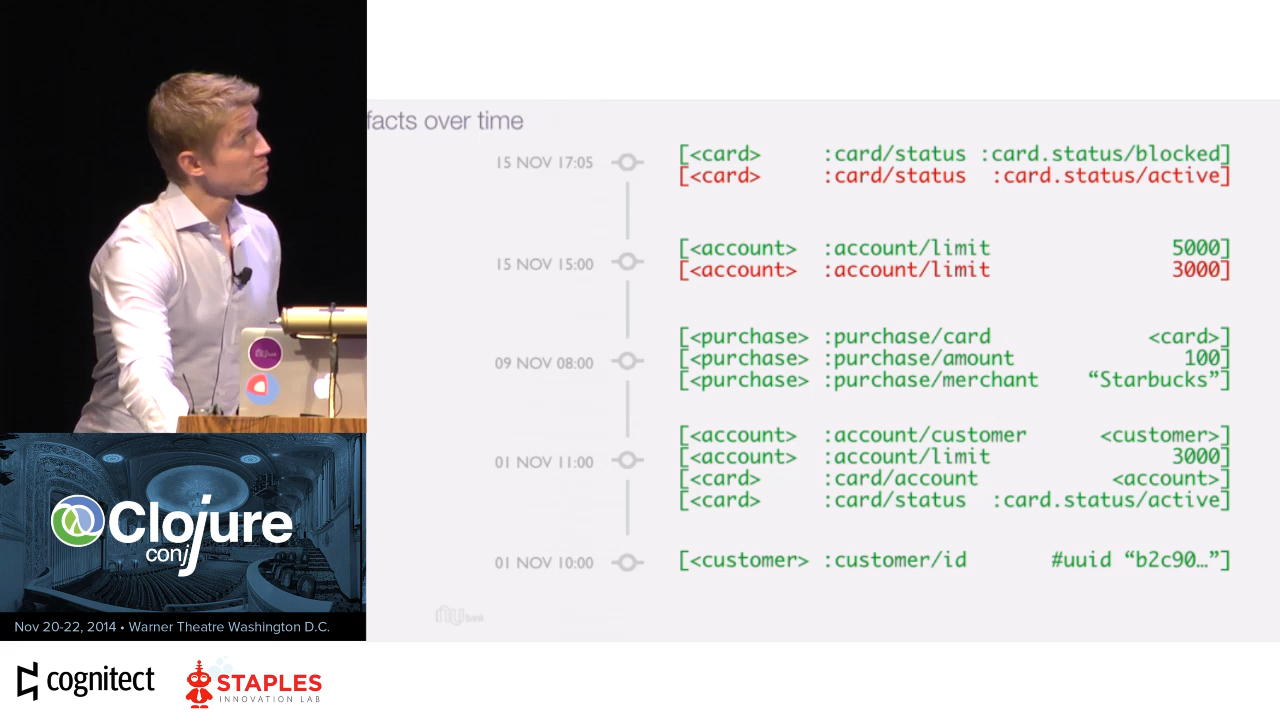 facts over time
15 NOV 17:05
[<card> :card/status :card.status/blocked]
[<card> :card/status :card.status/active]
15 NOV 15:00
[<account> :account/limit 5000]
[<account> :account/limit 3000]
09 NOV 08:00
[<purchase> :purchase/card <card>]
[<purchase> :purchase/amount 100]
[<purchase> :purchase/merchant “Starbucks”]
01 NOV 11:00
[<account> :account/customer <customer>]
[<account> :account/limit 3000]
[<card> :card/account <account>]
[<card> :card/status :card.status/active]
01 NOV 10:00
[<customer> :customer/id #uuid “b2c90…”]
nu bank
Clojure
conj
Nov 20-22, 2014 • Warner Theatre Washington D.C.
cognitect
STAPLES
INNOVATION LAB